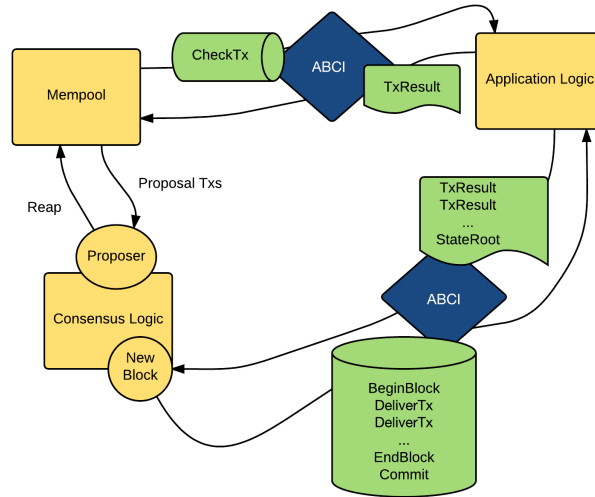 CheckTx
ABCI
Mempool
TxResult
Application Logic
Proposal Txs
Reap
TxResult
TxResult
...
StateRoot
Proposer
ABCI
Consensus Logic
New
Block
BeginBlock
DeliverTx
DeliverTx
...
EndBlock
Commit